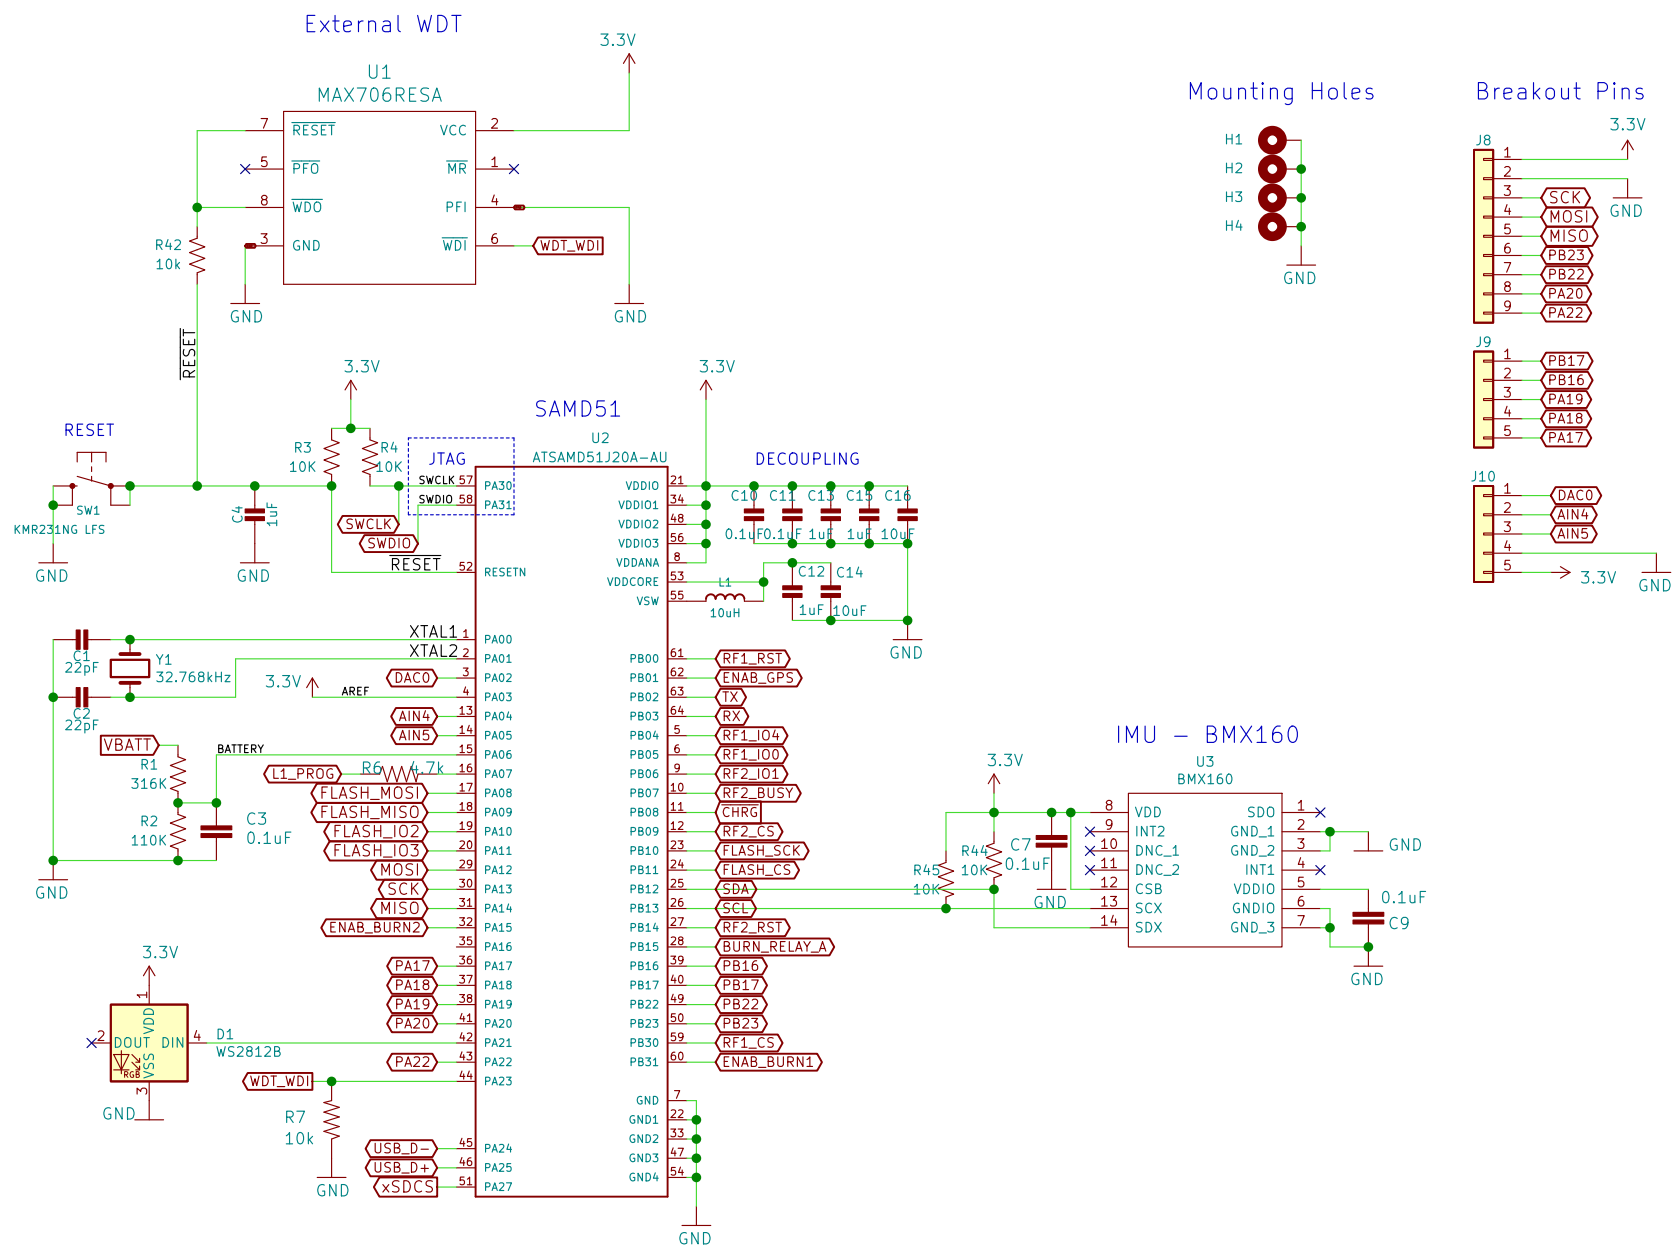 External WDT
3.3V
U1
MAX706RESA
7 RESET VCC 2
5 PFO MR 1
8 WDO PFI 4
3 GND WDI 6 WDT_WDI
R42
10k
GND
GND
RESET
Mounting Holes
H1
H2
H3
H4
GND
Breakout Pins
3.3V
J8
1
2
GND
3 SCK
4 MOSI
5 MISO
6 PB23
7 PB22
8 PA20
9 PA22
J9
1 PB17
2 PB16
3 PA19
4 PA18
5 PA17
J10
1 DAC0
2 AIN4
3 AIN5
4
GND
5 3.3V
RESET
SW1
KMR231NG LFS
GND
C4
1uF
GND
3.3V
R3
10K
R4
10K
JTAG
SWCLK
SWDIO
SWCLK
SWDIO
RESET
SAMD51
U2
ATSAMD51J20A-AU
57 PA30
58 PA31
52 RESETN
XTAL1 1 PA00
XTAL2 2 PA01
DAC0 3 PA02
3.3V AREF 4 PA03
AIN4 13 PA04
AIN5 14 PA05
BATTERY 15 PA06
L1_PROG R6 4.7k 16 PA07
FLASH_MOSI 17 PA08
FLASH_MISO 18 PA09
FLASH_IO2 19 PA10
FLASH_IO3 20 PA11
MOSI 29 PA12
SCK 30 PA13
MISO 31 PA14
ENAB_BURN2 32 PA15
35 PA16
PA17 36 PA17
PA18 37 PA18
PA19 38 PA19
PA20 41 PA20
42 PA21
PA22 43 PA22
WDT_WDI 44 PA23
USB_D- 45 PA24
USB_D+ 46 PA25
xSDCS 51 PA27
R7
10k
GND
C1
22pF
Y1
32.768kHz
C2
22pF
VBATT
R1
316K
R2
110K
C3
0.1uF
GND
3.3V
1 VDD
2 DOUT
DIN 4
VSS 3
RGB
D1
WS2812B
GND
3.3V
DECOUPLING
VDDIO 21
VDDIO1 34
VDDIO2 48
VDDIO3 56
VDDANA 8
VDDCORE 53
VSW 55
C10 C11 C13 C15 C16
0.1uF 0.1uF 1uF 1uF 10uF
L1
10uH
C12 C14
1uF 10uF
GND
PB00 61 RF1_RST
PB01 62 ENAB_GPS
PB02 63 TX
PB03 64 RX
PB04 5 RF1_IO4
PB05 6 RF1_IO0
PB06 9 RF2_IO1
PB07 10 RF2_BUSY
PB08 11 CHRG
PB09 12 RF2_CS
PB10 23 FLASH_SCK
PB11 24 FLASH_CS
PB12 25 SDA
PB13 26 SCL
PB14 27 RF2_RST
PB15 28 BURN_RELAY_A
PB16 39 PB16
PB17 40 PB17
PB22 49 PB22
PB23 50 PB23
PB30 59 RF1_CS
PB31 60 ENAB_BURN1
GND 7
GND1 22
GND2 33
GND3 47
GND4 54
GND
IMU - BMX160
U3
BMX160
3.3V
R45
10K
R44
10K
C7
0.1uF
GND
8 VDD SDO 1
9 INT2 GND_1 2
10 DNC_1 GND_2 3
11 DNC_2 INT1 4
12 CSB VDDIO 5
13 SCX GNDIO 6
14 SDX GND_3 7
GND
0.1uF
C9
GND